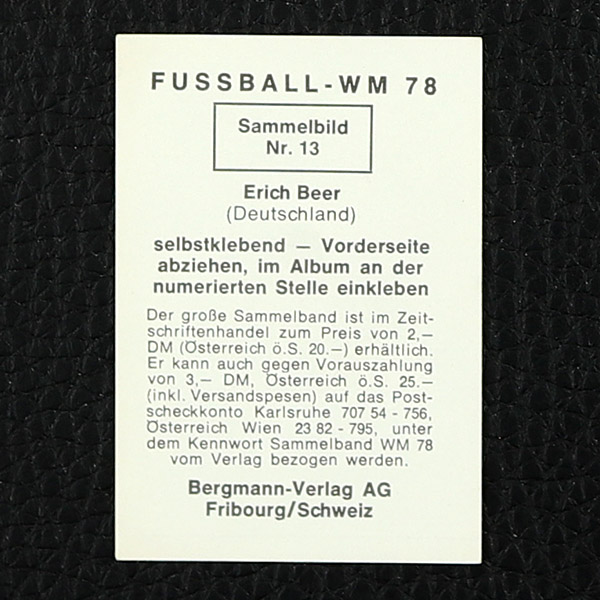 FUSSBALL-WM 78
Sammelbild
Nr. 13
Erich Beer
(Deutschland)
selbstklebend — Vorderseite
abziehen, im Album an der
numerierten Stelle einkleben
Der große Sammelband ist im Zeit-
schriftenhandel zum Preis von 2,—
DM (Österreich ö.S. 20.—) erhältlich.
Er kann auch gegen Vorauszahlung
von 3,— DM, Österreich ö.S. 25.—
(inkl. Versandspesen) auf das Post-
scheckkonto Karlsruhe 707 54 - 756,
Österreich Wien 23 82 - 795, unter
dem Kennwort Sammelband WM 78
vom Verlag bezogen werden.
Bergmann-Verlag AG
Fribourg/Schweiz